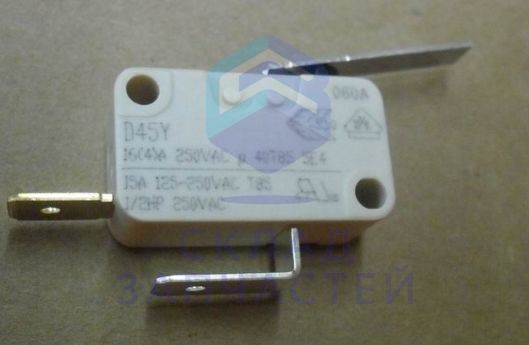 060A
D45Y
16(4)A 250VAC µ 40T85 5E4
15A 125-250VAC T85
1/2HP 250VAC
СКЛАД
ЗАПЧАСТЕЙ